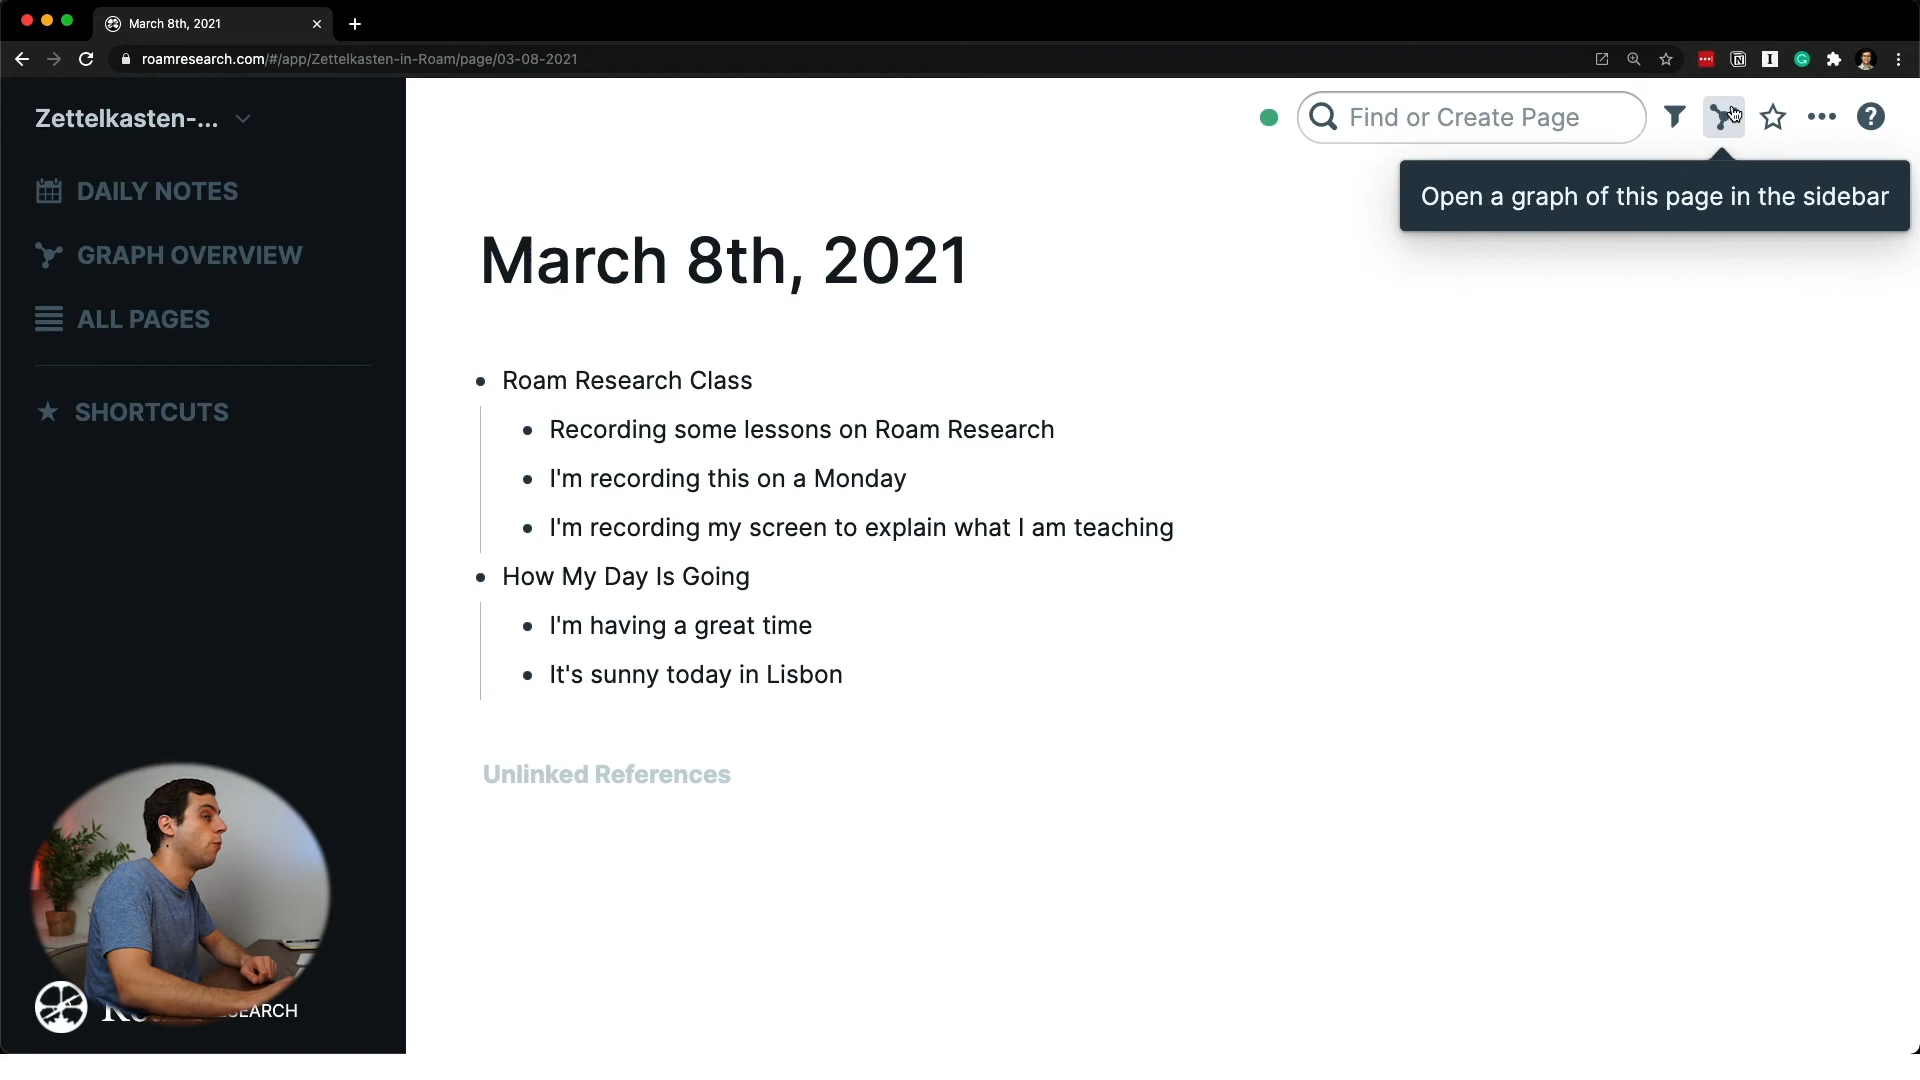 March 8th, 2021
roamresearch.com/#/app/Zettelkasten-in-Roam/page/03-08-2021
Zettelkasten-...
Find or Create Page
Open a graph of this page in the sidebar
DAILY NOTES
GRAPH OVERVIEW
ALL PAGES
SHORTCUTS
March 8th, 2021
Roam Research Class
Recording some lessons on Roam Research
I'm recording this on a Monday
I'm recording my screen to explain what I am teaching
How My Day Is Going
I'm having a great time
It's sunny today in Lisbon
Unlinked References